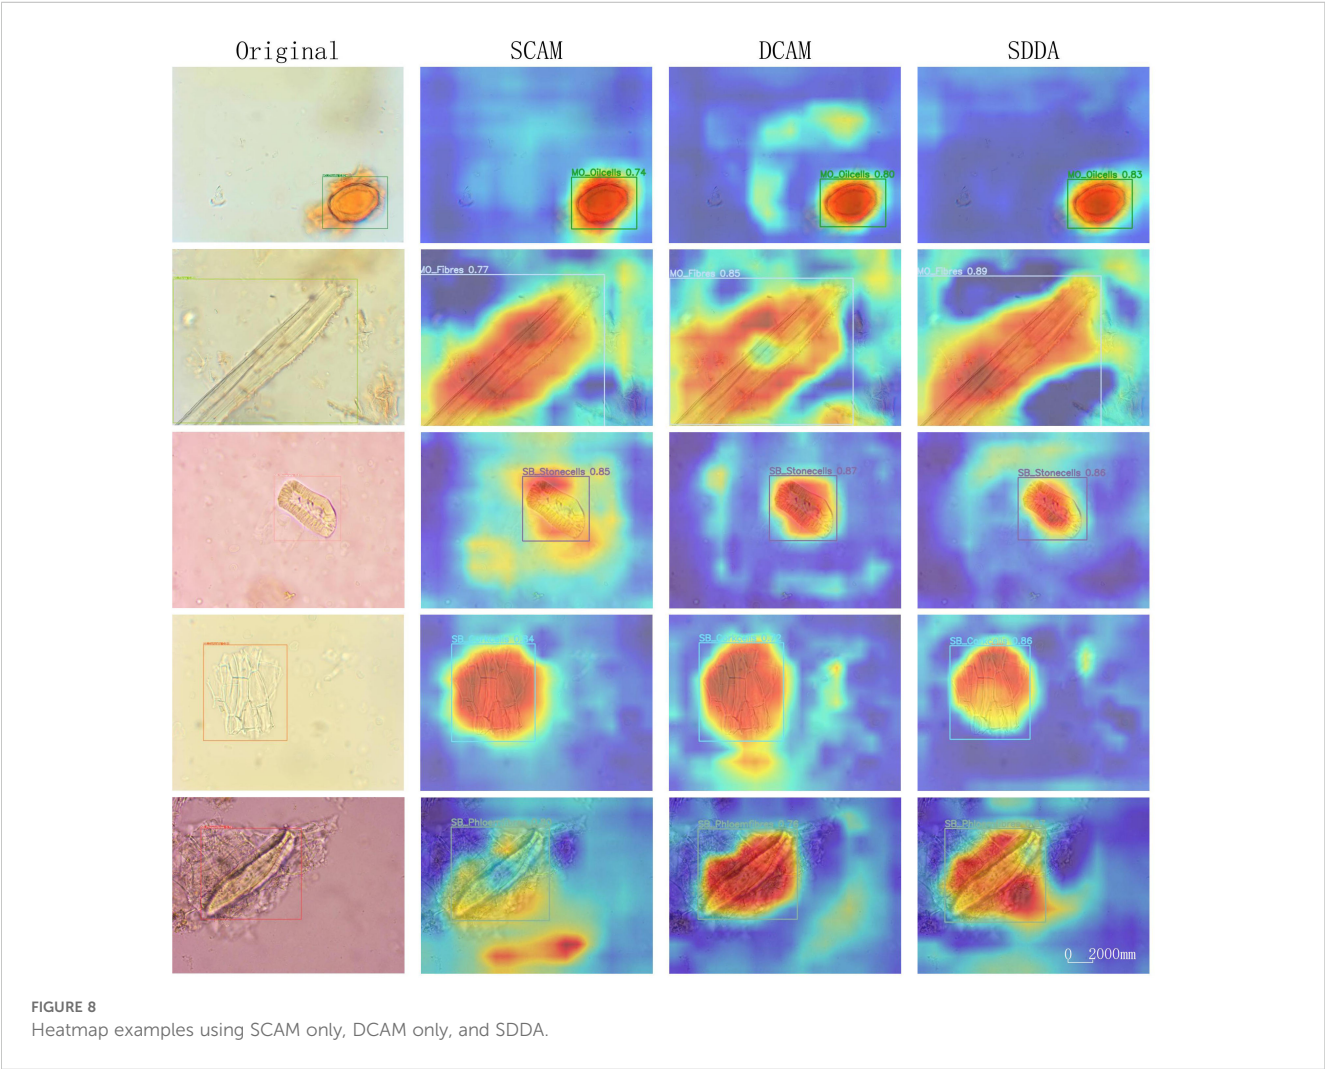 Original SCAM DCAM SDDA
MO_Oilcells 0.74
MO_Oilcells 0.80
MO_Oilcells 0.83
MO_Fibres 0.77
MO_Fibres 0.85
MO_Fibres 0.89
SB_Stonecells 0.85
SB_Stonecells 0.87
SB_Stonecells 0.86
0.86
0 2000mm
FIGURE 8
Heatmap examples using SCAM only, DCAM only, and SDDA.